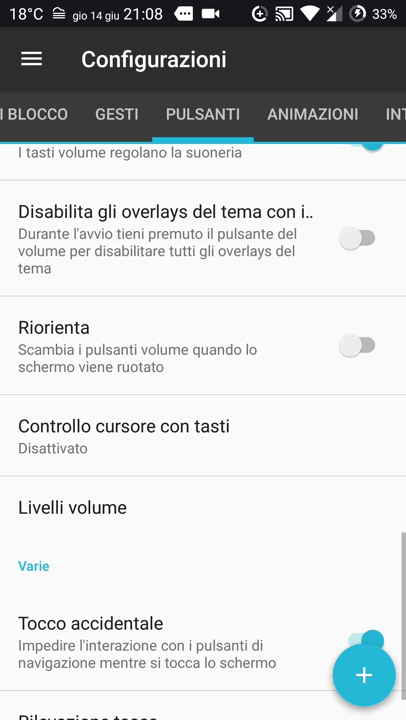 18°C gio 14 giu 21:08 33%
Configurazioni
I BLOCCO GESTI PULSANTI ANIMAZIONI INT
I tasti volume regolano la suoneria
Disabilita gli overlays del tema con i..
Durante l'avvio tieni premuto il pulsante del
volume per disabilitare tutti gli overlays del
tema
Riorienta
Scambia i pulsanti volume quando lo
schermo viene ruotato
Controllo cursore con tasti
Disattivato
Livelli volume
Varie
Tocco accidentale
Impedire l'interazione con i pulsanti di
navigazione mentre si tocca lo schermo